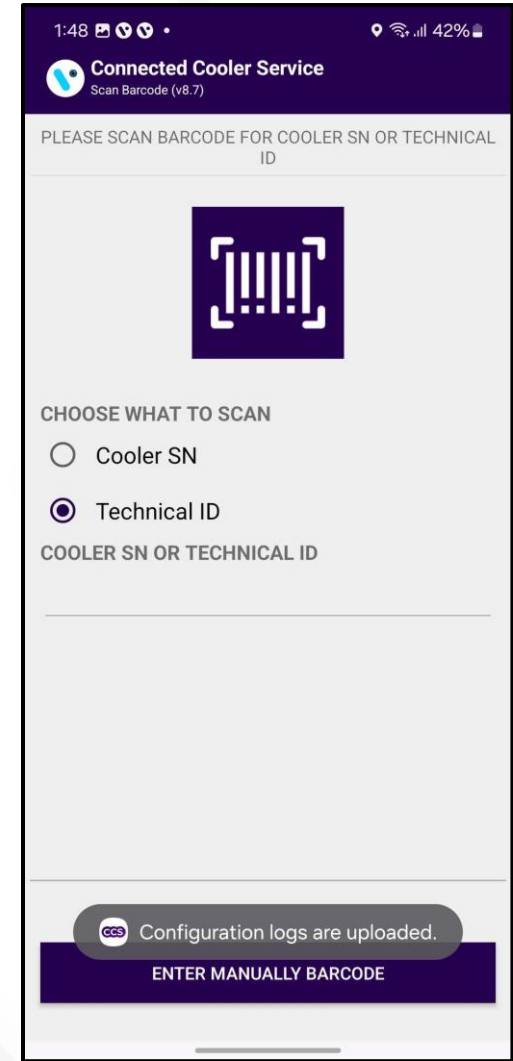 1:48 42%
Connected Cooler Service
Scan Barcode (v8.7)
PLEASE SCAN BARCODE FOR COOLER SN OR TECHNICAL
ID
CHOOSE WHAT TO SCAN
Cooler SN
Technical ID
COOLER SN OR TECHNICAL ID
CCS Configuration logs are uploaded.
ENTER MANUALLY BARCODE